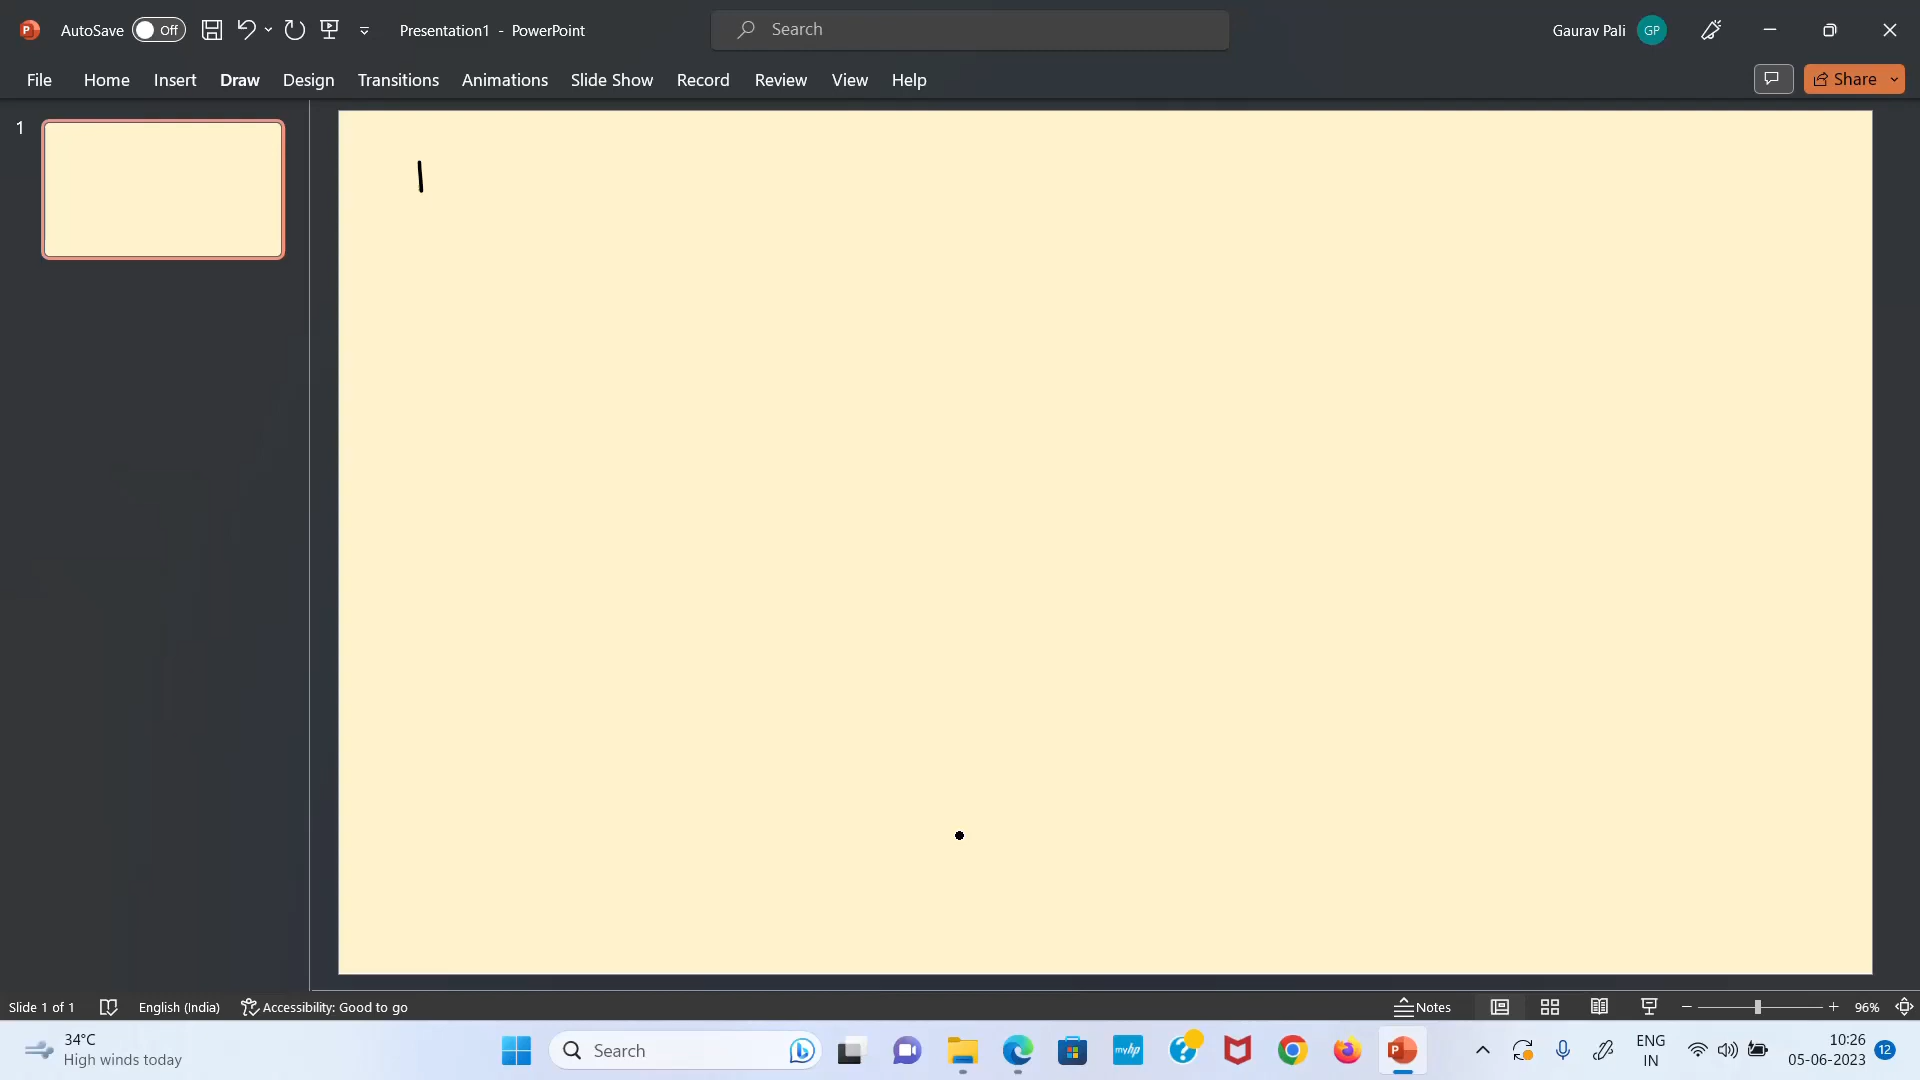 AutoSave Off Presentation1 - PowerPoint Search Gaurav Pali GP
File Home Insert Draw Design Transitions Animations Slide Show Record Review View Help Share
1
Slide 1 of 1 English (India) Accessibility: Good to go Notes 96%
34°C
High winds today
Search
myhp
ENG
IN
10:26
05-06-2023
12